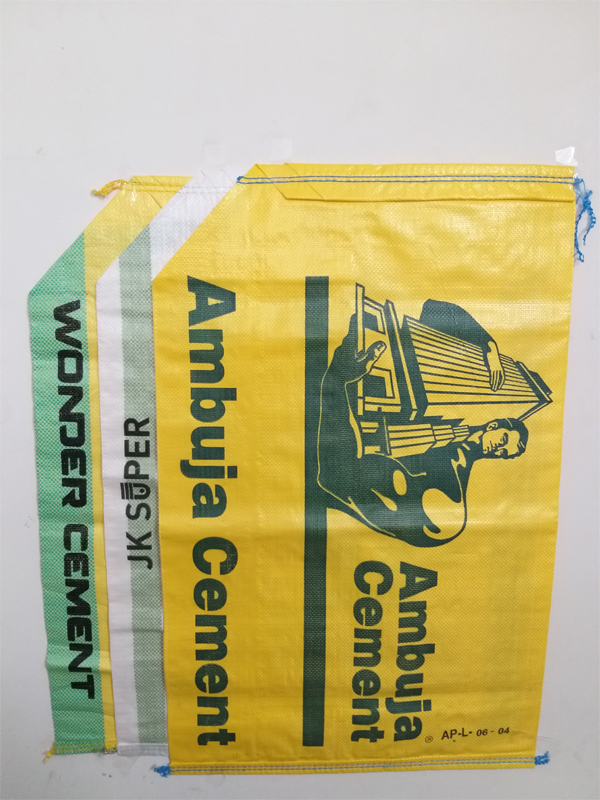 WONDER CEMENT
JK SUPER
Ambuja Cement
Ambuja
Cement
® AP-L- 06 - 04